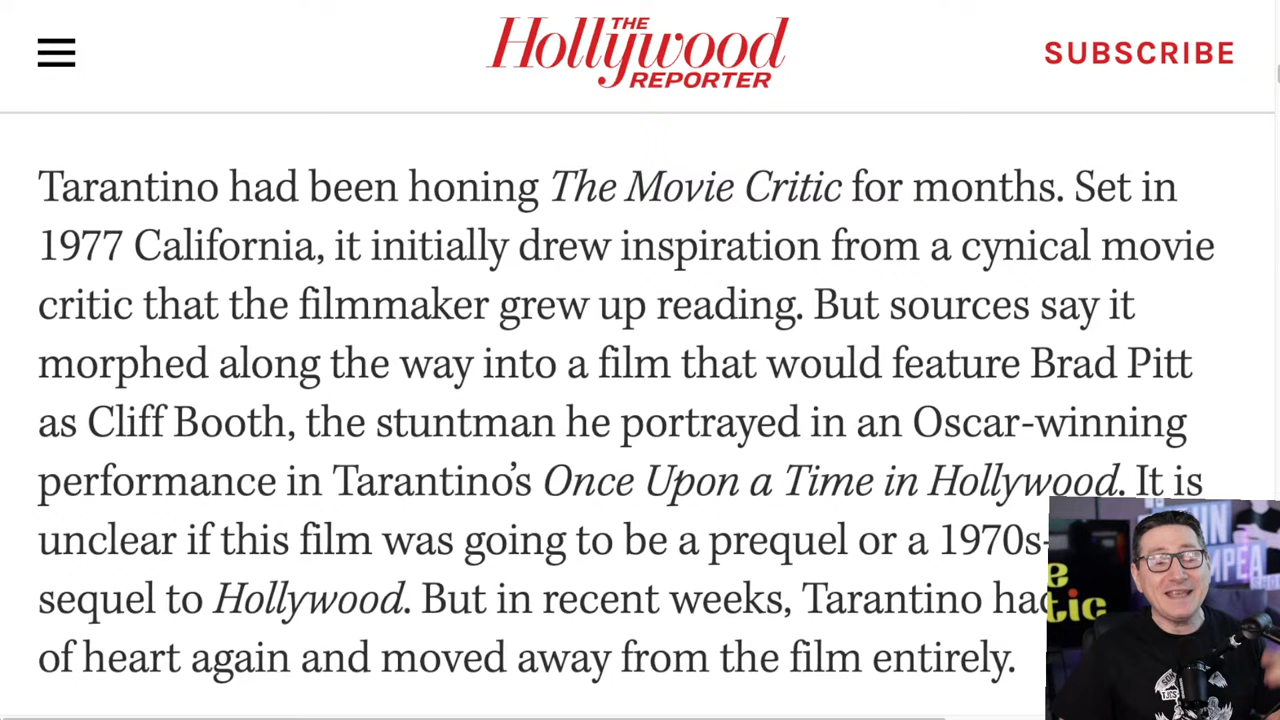 THE
Hollywood
REPORTER
SUBSCRIBE
Tarantino had been honing The Movie Critic for months. Set in
1977 California, it initially drew inspiration from a cynical movie
critic that the filmmaker grew up reading. But sources say it
morphed along the way into a film that would feature Brad Pitt
as Cliff Booth, the stuntman he portrayed in an Oscar-winning
performance in Tarantino’s Once Upon a Time in Hollywood. It is
unclear if this film was going to be a prequel or a 1970s-
sequel to Hollywood. But in recent weeks, Tarantino had
of heart again and moved away from the film entirely.